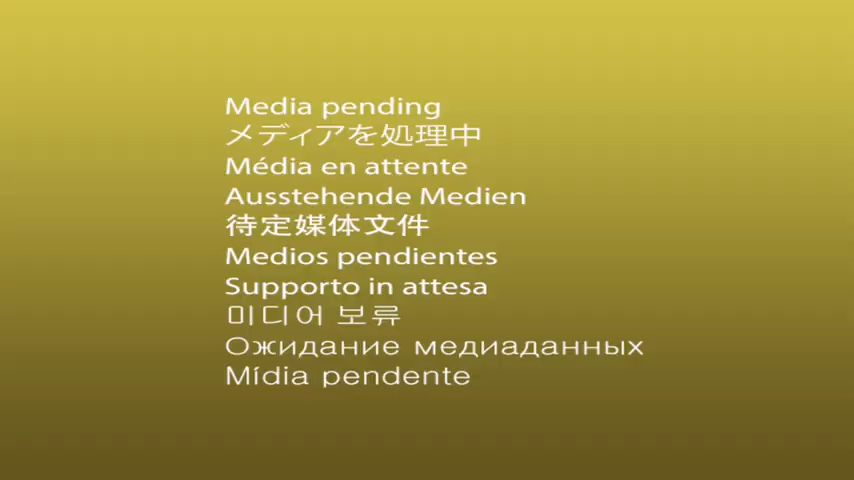 Media pending
メディアを処理中
Média en attente
Ausstehende Medien
待定媒体文件
Medios pendientes
Supporto in attesa
미디어 보류
Ожидание медиаданных
Mídia pendente